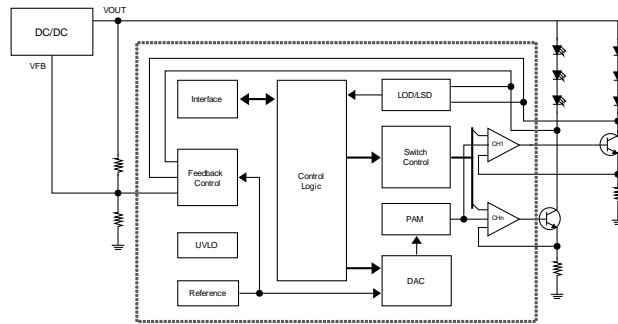 VOUT
DC/DC
VFB
Interface
LOD/LSD
Control
Logic
Switch
Control
CH1
Feedback
Control
PAM
CHn
UVLO
Reference
DAC